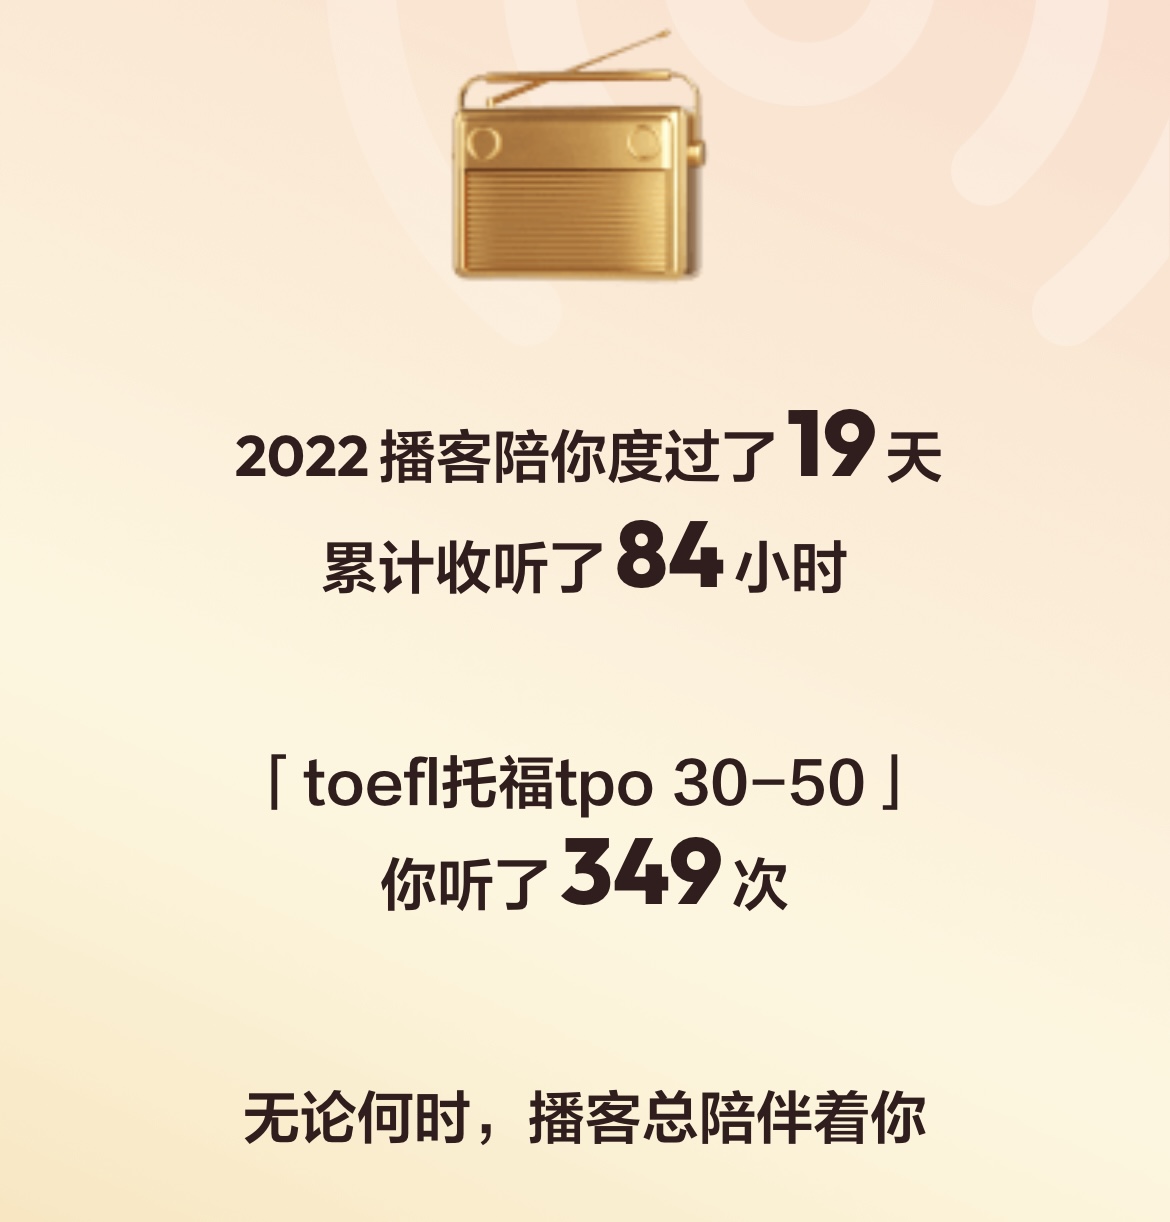 2022 播客陪你度过了 19 天
累计收听了 84 小时
「 toefl托福tpo 30-50 」
你听了 349 次
无论何时，播客总陪伴着你